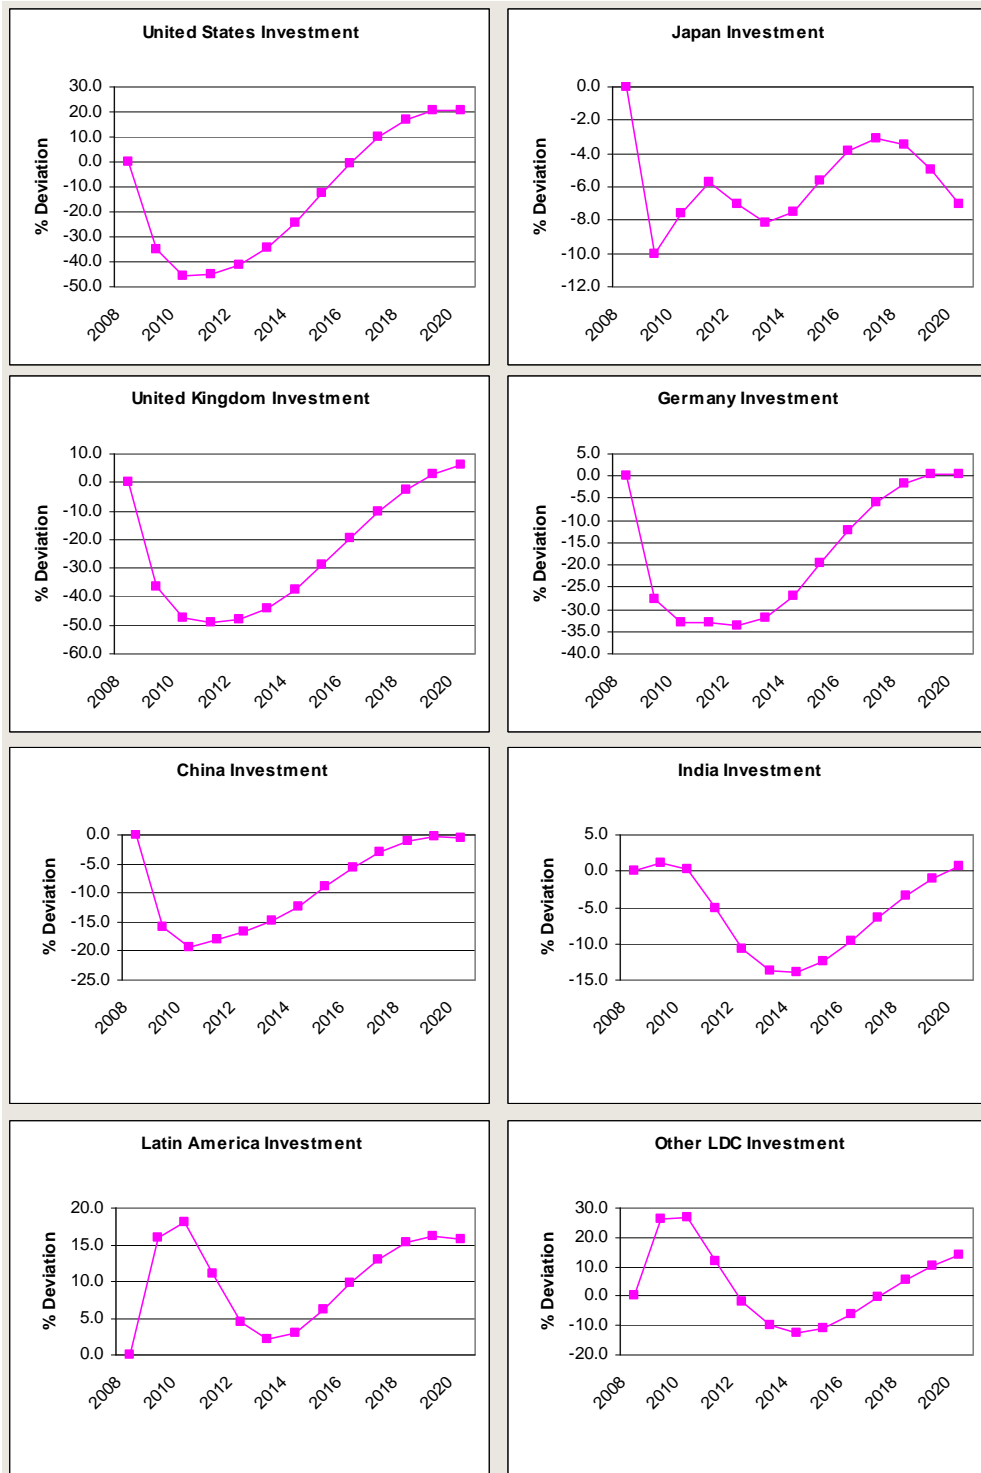 United States Investment
% Deviation
30.0
20.0
10.0
0.0
-10.0
-20.0
-30.0
-40.0
-50.0
2008 2010 2012 2014 2016 2018 2020
Japan Investment
% Deviation
0.0
-2.0
-4.0
-6.0
-8.0
-10.0
-12.0
2008 2010 2012 2014 2016 2018 2020
United Kingdom Investment
% Deviation
10.0
0.0
-10.0
-20.0
-30.0
-40.0
-50.0
-60.0
2008 2010 2012 2014 2016 2018 2020
Germany Investment
% Deviation
5.0
0.0
-5.0
-10.0
-15.0
-20.0
-25.0
-30.0
-35.0
-40.0
2008 2010 2012 2014 2016 2018 2020
China Investment
% Deviation
0.0
-5.0
-10.0
-15.0
-20.0
-25.0
2008 2010 2012 2014 2016 2018 2020
India Investment
% Deviation
5.0
0.0
-5.0
-10.0
-15.0
2008 2010 2012 2014 2016 2018 2020
Latin America Investment
% Deviation
20.0
15.0
10.0
5.0
0.0
2008 2010 2012 2014 2016 2018 2020
Other LDC Investment
% Deviation
30.0
20.0
10.0
0.0
-10.0
-20.0
2008 2010 2012 2014 2016 2018 2020